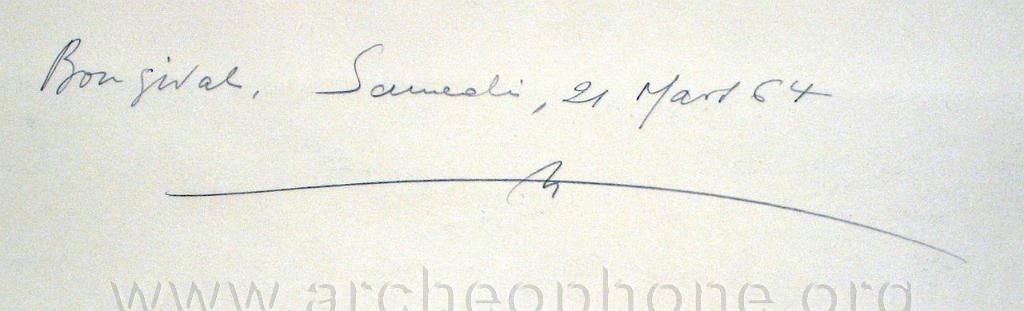 Bougival, Samedi, 21 Mars 64
www.archeophone.org